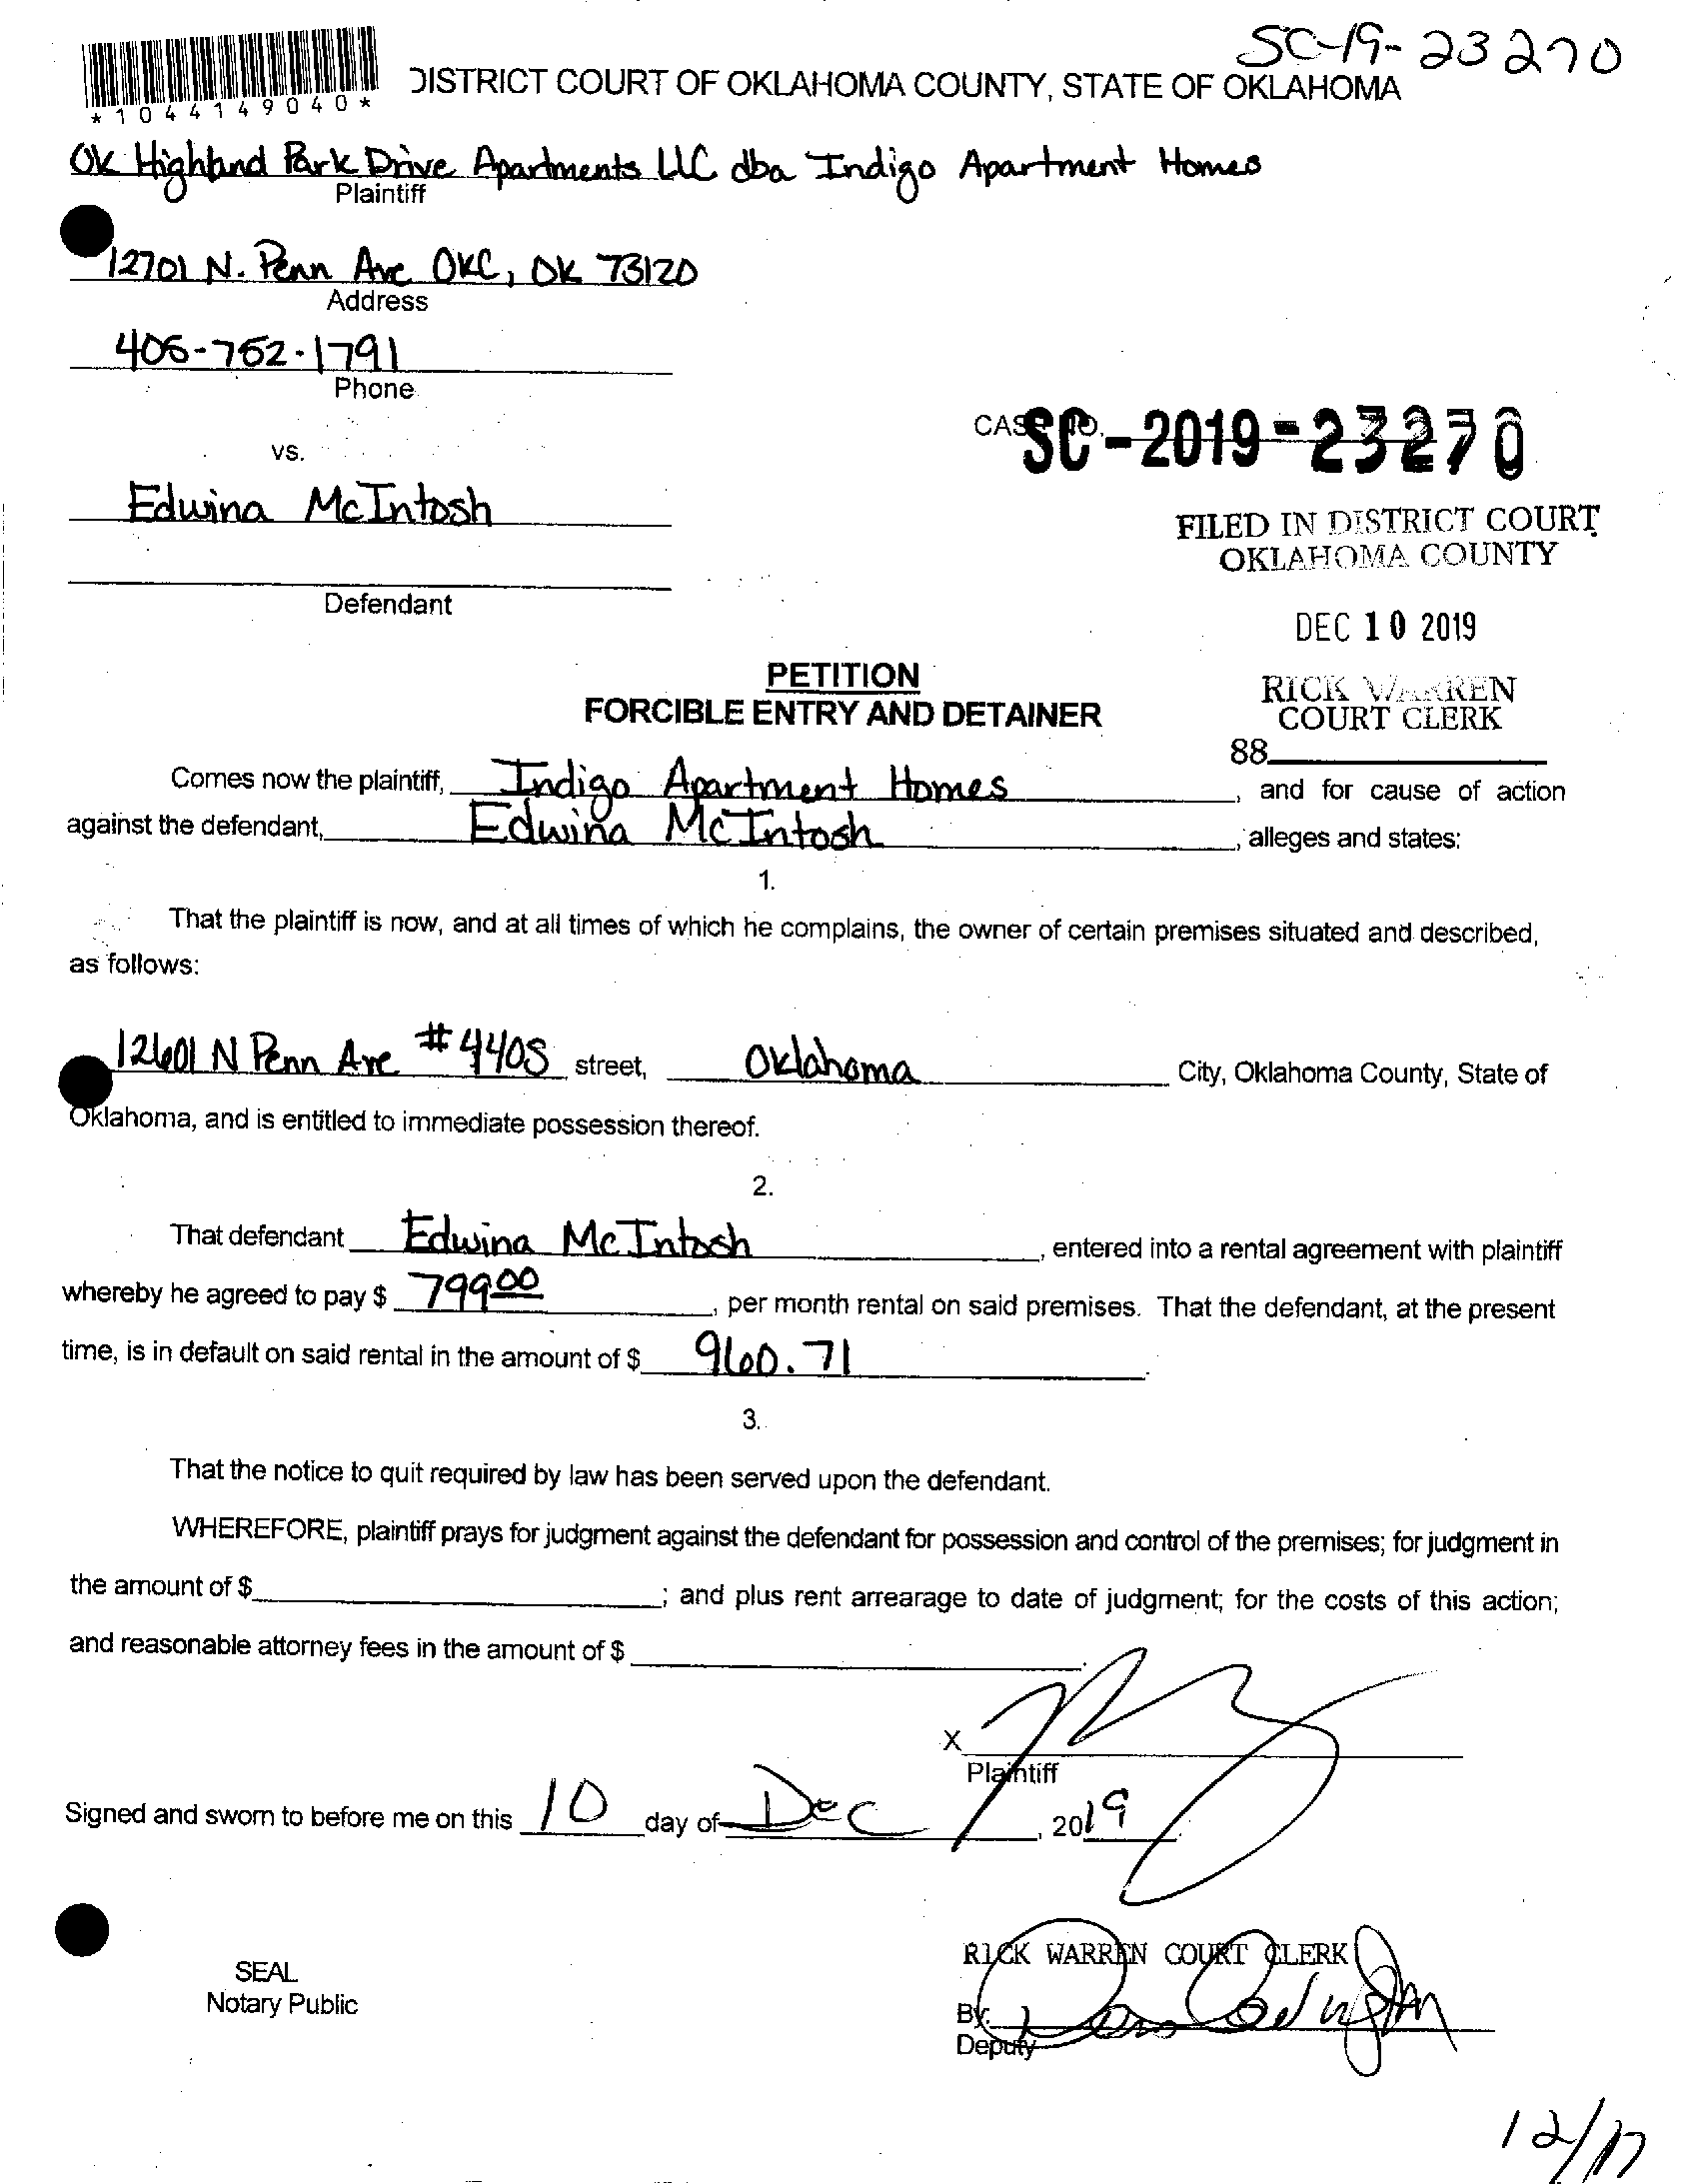 SC-19-23270
*1044149040*
DISTRICT COURT OF OKLAHOMA COUNTY, STATE OF OKLAHOMA
OK Highland Park Drive Apartments LLC dba Indigo Apartment Homes
Plaintiff
12701 N. Penn Ave OKC, OK 73120
Address
405-752-1791
Phone
vs.
CASE NO.
SC-2019-23270
Edwina McIntosh
Defendant
FILED IN DISTRICT COURT
OKLAHOMA COUNTY
DEC 10 2019
RICK WARREN
COURT CLERK
88
PETITION
FORCIBLE ENTRY AND DETAINER
Comes now the plaintiff, Indigo Apartment Homes, and for cause of action
against the defendant, Edwina McIntosh, alleges and states:
1.
That the plaintiff is now, and at all times of which he complains, the owner of certain premises situated and described,
as follows:
12601 N Penn Ave #440S street, Oklahoma City, Oklahoma County, State of
Oklahoma, and is entitled to immediate possession thereof.
2.
That defendant Edwina McIntosh, entered into a rental agreement with plaintiff
whereby he agreed to pay $ 799.00, per month rental on said premises. That the defendant, at the present
time, is in default on said rental in the amount of $ 960.71.
3.
That the notice to quit required by law has been served upon the defendant.
WHEREFORE, plaintiff prays for judgment against the defendant for possession and control of the premises; for judgment in
the amount of $; and plus rent arrearage to date of judgment; for the costs of this action;
and reasonable attorney fees in the amount of $.
X
Plaintiff
Signed and sworn to before me on this 10 day of Dec, 2019.
SEAL
Notary Public
RICK WARREN COURT CLERK
By:
Deputy
12/17